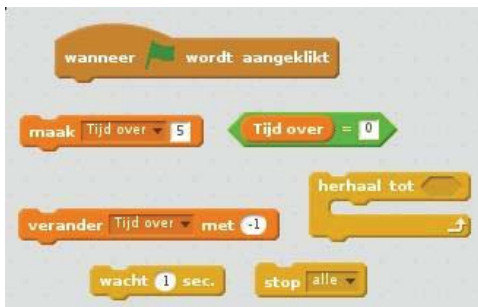 wanneer wordt aangeklikt
maak Tijd over 5
Tijd over = 0
herhaal tot
verander Tijd over met -1
wacht 1 sec.
stop alle